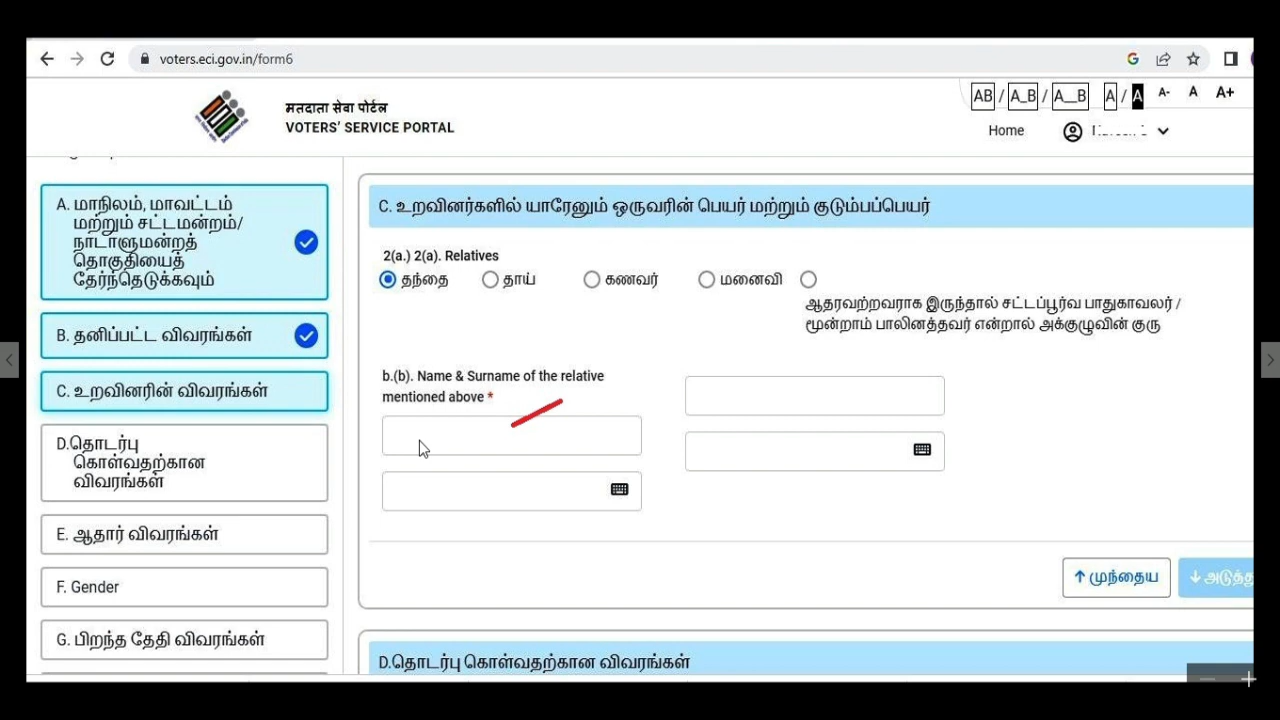 voters.eci.gov.in/form6
मतदाता सेवा पोर्टल
VOTERS' SERVICE PORTAL
AB / A_B / A__B A / A A- A A+
Home
A. மாநிலம், மாவட்டம்
மற்றும் சட்டமன்றம்/
நாடாளுமன்றத்
தொகுதியைத்
தேர்ந்தெடுக்கவும்
B. தனிப்பட்ட விவரங்கள்
C. உறவினரின் விவரங்கள்
D.தொடர்பு
கொள்வதற்கான
விவரங்கள்
E. ஆதார் விவரங்கள்
F. Gender
G. பிறந்த தேதி விவரங்கள்
C. உறவினர்களில் யாரேனும் ஒருவரின் பெயர் மற்றும் குடும்பப்பெயர்
2(a.) 2(a). Relatives
தந்தை தாய் கணவர் மனைவி
ஆதரவற்றவராக இருந்தால் சட்டப்பூர்வ பாதுகாவலர் /
மூன்றாம் பாலினத்தவர் என்றால் அக்குழுவின் குரு
b.(b). Name & Surname of the relative
mentioned above *
முந்தைய
D.தொடர்பு கொள்வதற்கான விவரங்கள்